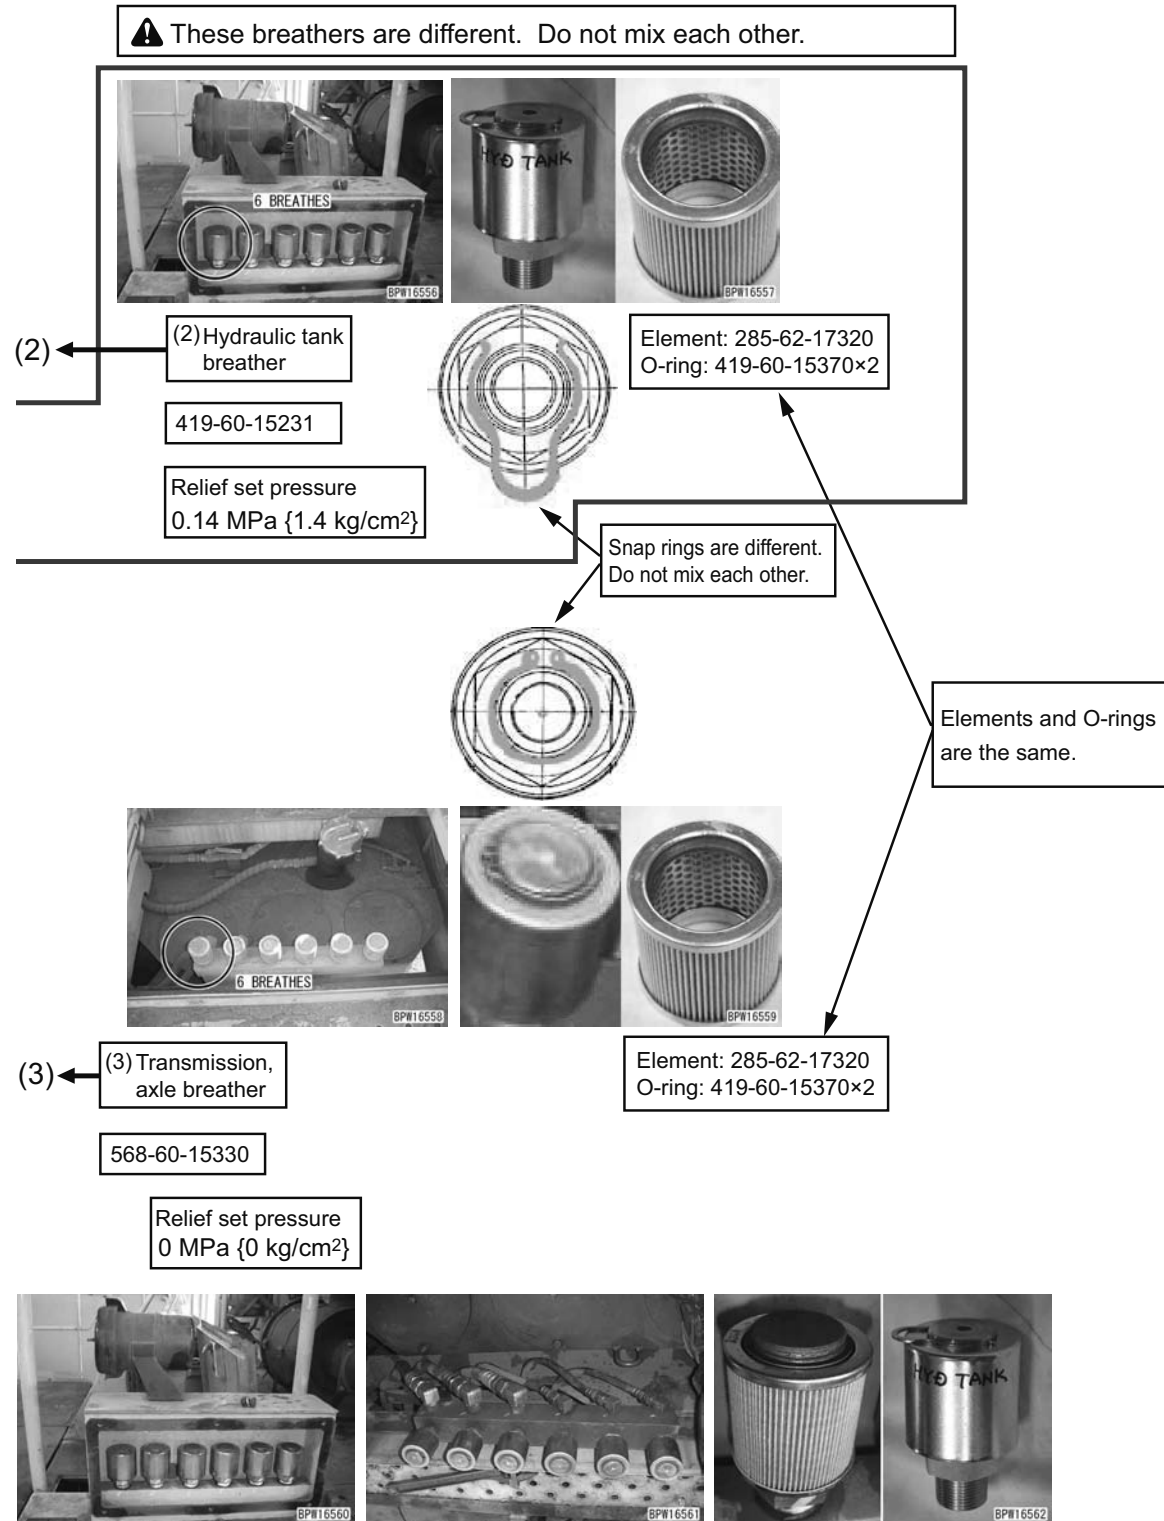 These breathers are different.  Do not mix each other.
6 BREATHES
BPW16556
HYD TANK
BPW16557
(2)
(2) Hydraulic tank
breather
Element: 285-62-17320
O-ring: 419-60-15370×2
419-60-15231
Relief set pressure
0.14 MPa {1.4 kg/cm²}
Snap rings are different.
Do not mix each other.
Elements and O-rings
are the same.
6 BREATHES
BPW16558
BPW16559
(3)
(3) Transmission,
axle breather
Element: 285-62-17320
O-ring: 419-60-15370×2
568-60-15330
Relief set pressure
0 MPa {0 kg/cm²}
BPW16560
BPW16561
HYD TANK
BPW16562